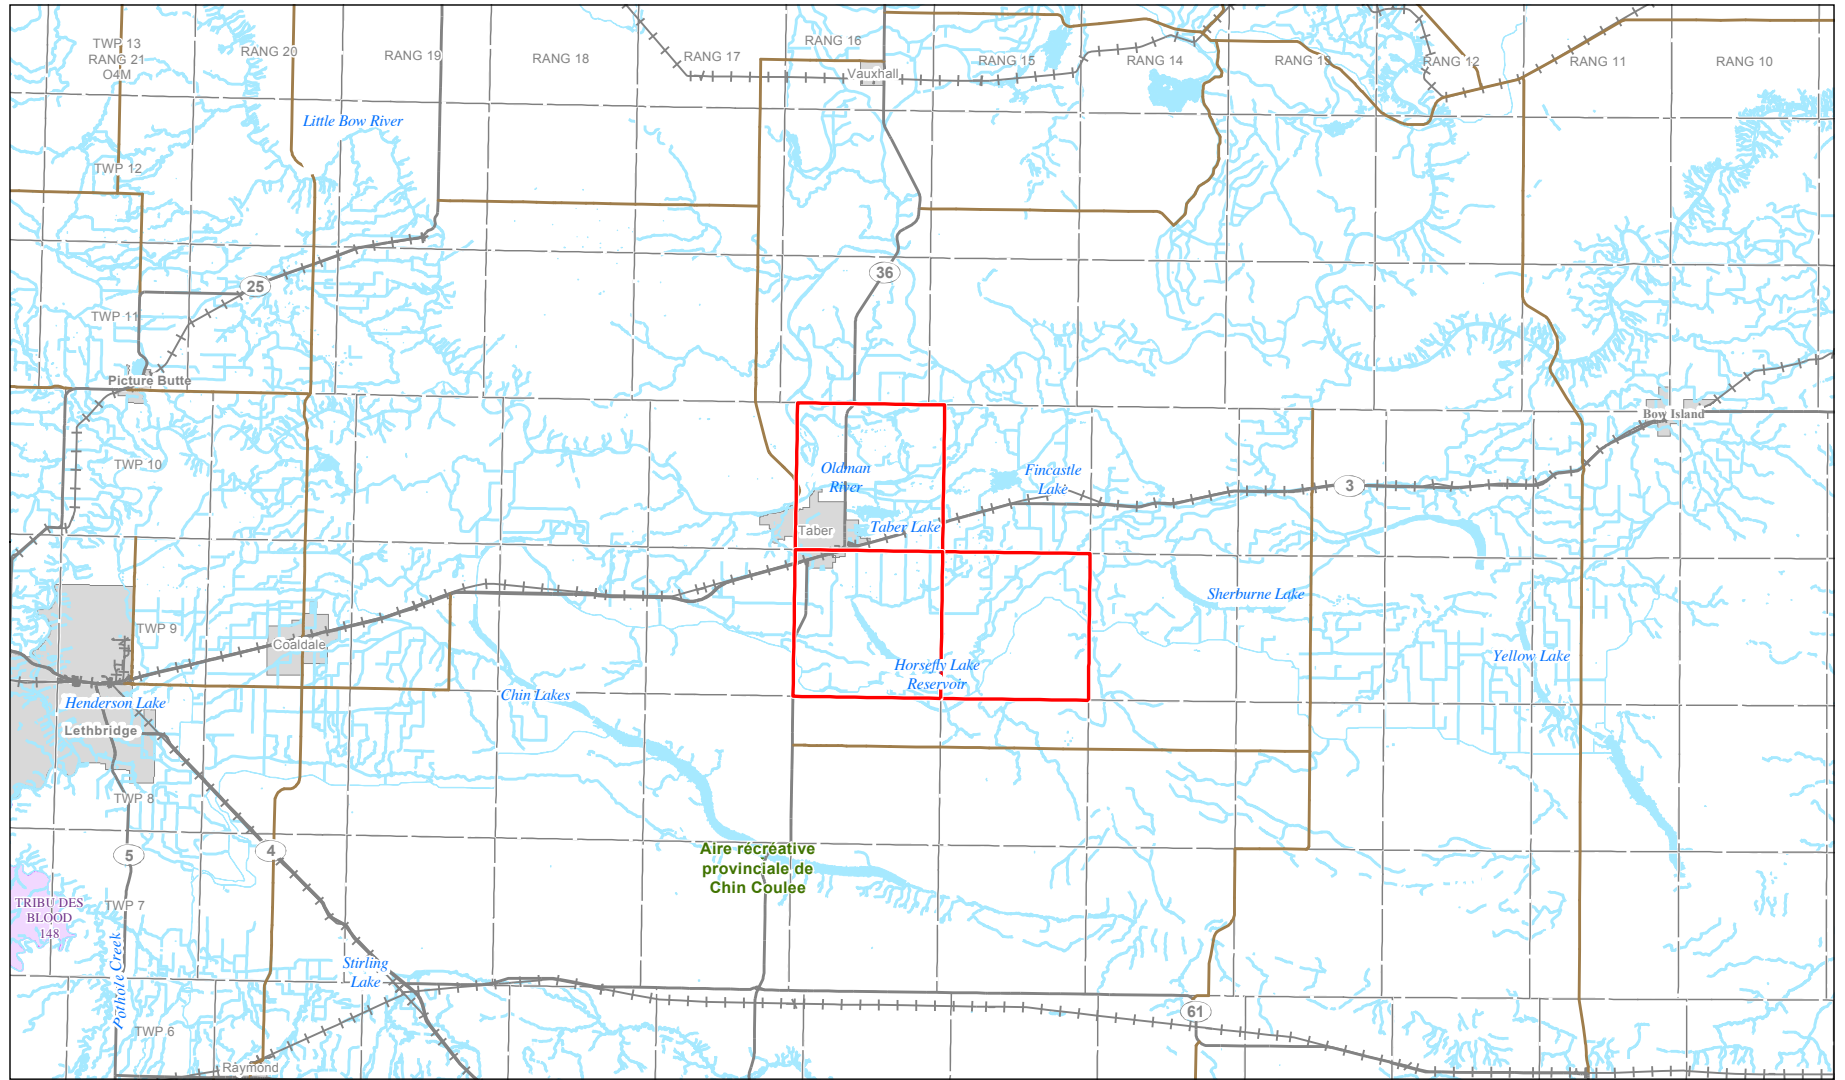 TWP 13
RANG 21
O4M
RANG 20
RANG 19
RANG 18
RANG 17
RANG 16
RANG 15
RANG 14
RANG 13
RANG 12
RANG 11
RANG 10
Vauxhall
Little Bow River
TWP 12
36
25
TWP 11
Picture Butte
Bow Island
TWP 10
Oldman
River
Fincastle
Lake
3
Taber
Taber Lake
Sherburne Lake
TWP 9
Coaldale
Horsefly Lake
Reservoir
Yellow Lake
Chin Lakes
Henderson Lake
Lethbridge
TWP 8
5
4
Aire récréative
provinciale de
Chin Coulee
TRIBU DES
BLOOD
148
TWP 7
Pothole Creek
Stirling
Lake
61
TWP 6
Raymond